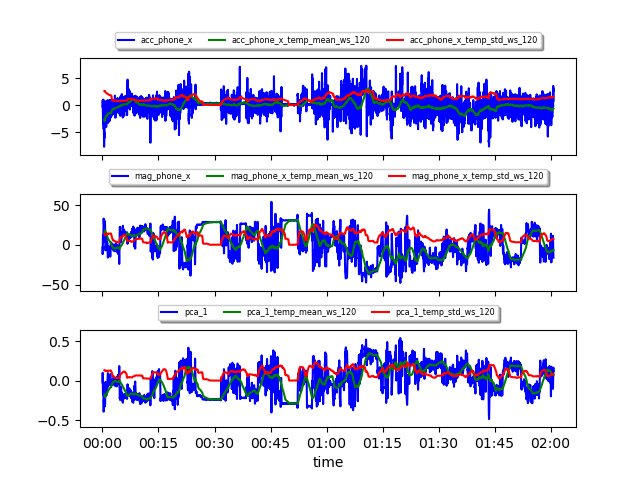 acc_phone_x acc_phone_x_temp_mean_ws_120 acc_phone_x_temp_std_ws_120
5
0
−5
mag_phone_x mag_phone_x_temp_mean_ws_120 mag_phone_x_temp_std_ws_120
50
0
−50
pca_1 pca_1_temp_mean_ws_120 pca_1_temp_std_ws_120
0.5
0.0
−0.5
00:00 00:15 00:30 00:45 01:00 01:15 01:30 01:45 02:00
time